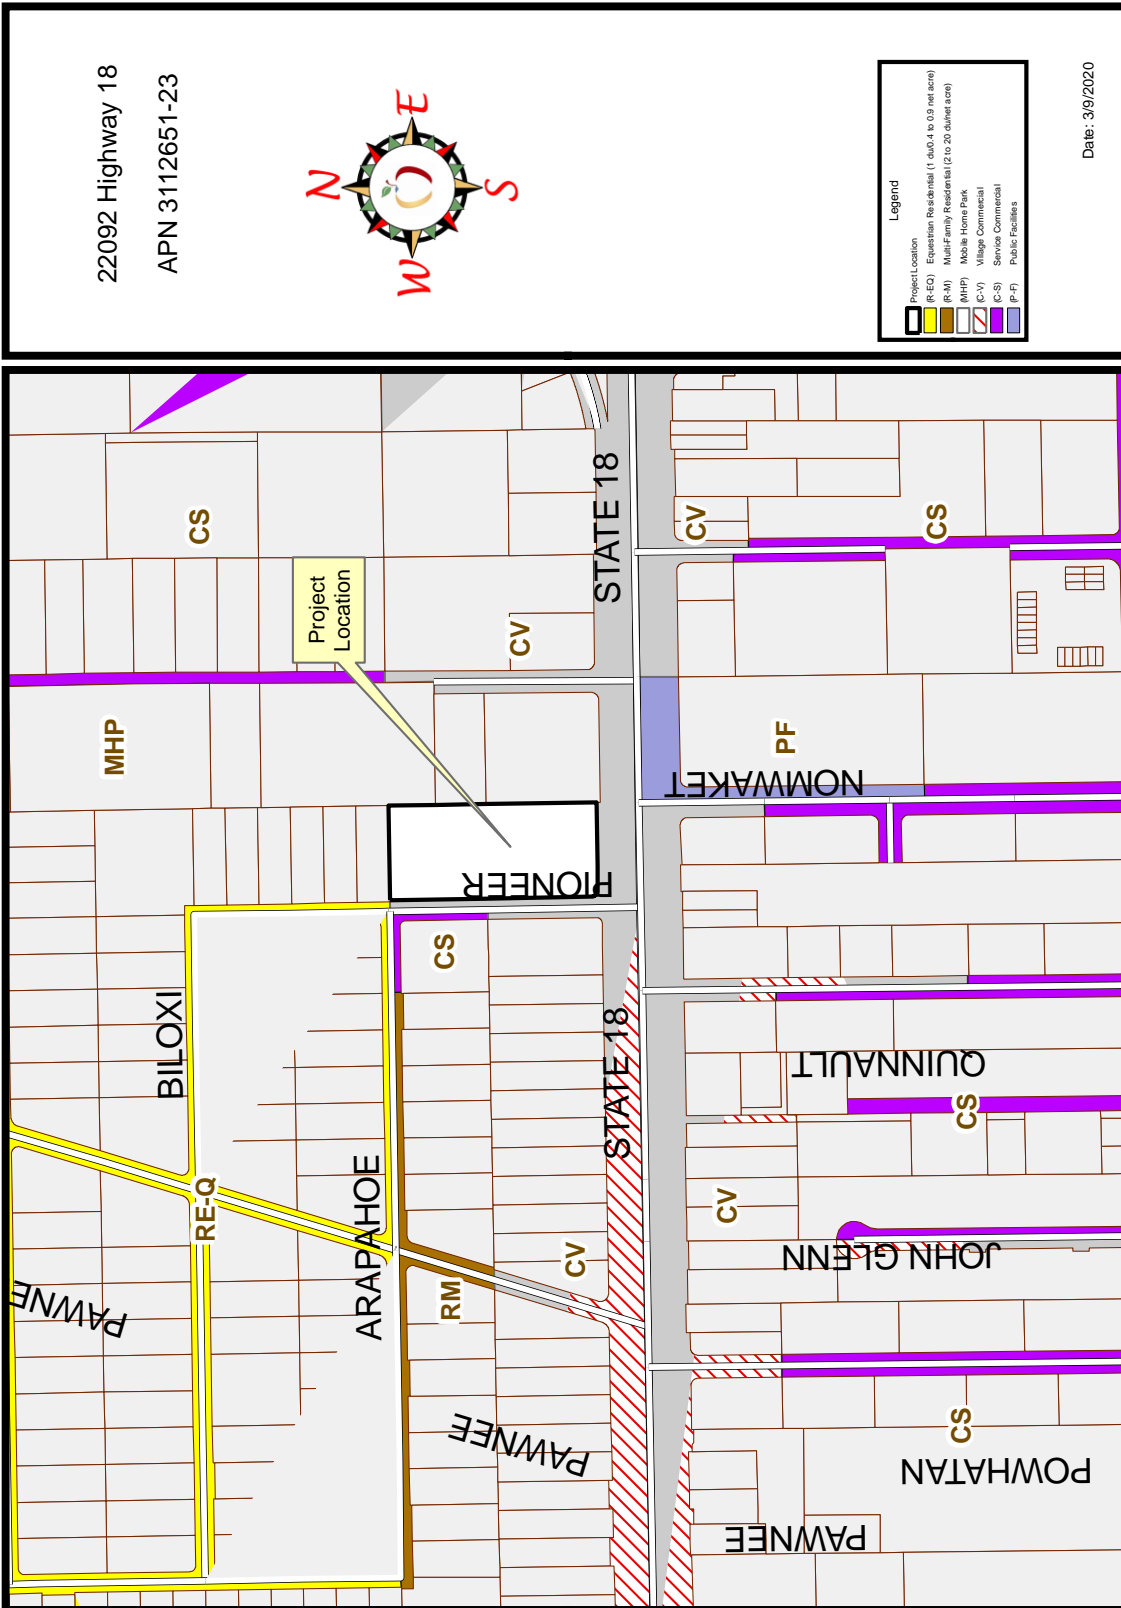 22092 Highway 18
APN 3112651-23
N
W
E
S
Legend
Project Location
(R-EQ) Equestrian Residential (1 du/0.4 to 0.9 net acre)
(R-M) Multi-Family Residential (2 to 20 du/net acre)
(MHP) Mobile Home Park
(C-V) Village Commercial
(C-S) Service Commercial
(P-F) Public Facilities
Date: 3/9/2020
CS
Project
Location
STATE 18
CV
CV
CS
MHP
PF
NOMWAKET
PIONEER
CS
BILOXI
STATE 18
QUINNAULT
CS
RE-Q
ARAPAHOE
CV
CV
JOHN GLENN
RM
PAWNE
PAWNEE
CS
POWHATAN
PAWNEE